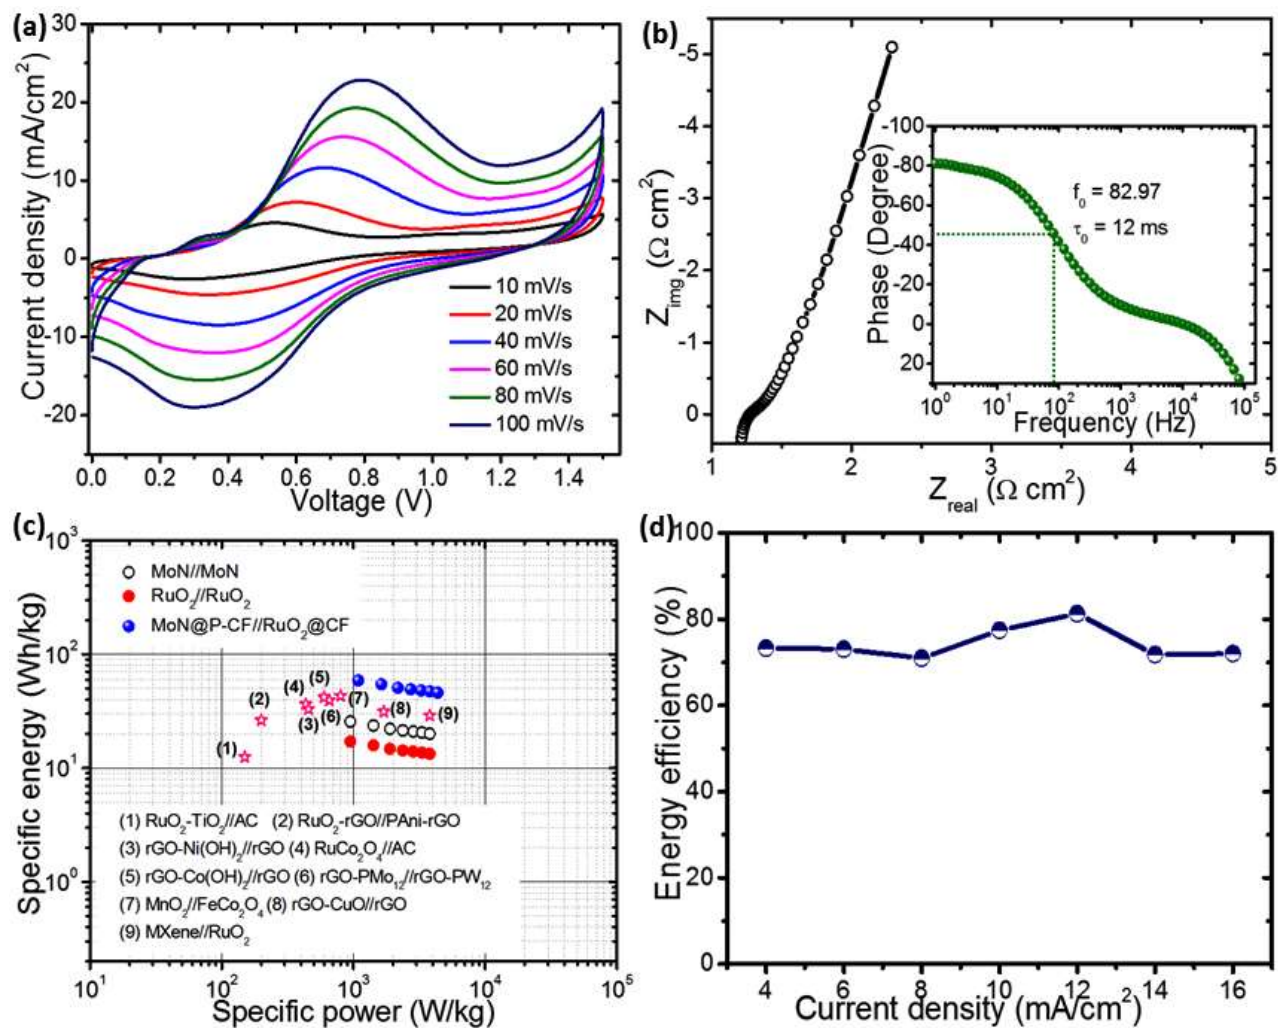 (a)
30
20
10
0
-10
-20
Current density (mA/cm²)
10 mV/s
20 mV/s
40 mV/s
60 mV/s
80 mV/s
100 mV/s
0.0 0.2 0.4 0.6 0.8 1.0 1.2 1.4
Voltage (V)
(b)
-5
-4
-3
-2
-1
0
Z_img (Ω cm²)
-100
-80
-60
-40
-20
0
20
Phase (Degree)
f₀ = 82.97
τ₀ = 12 ms
10⁰ 10¹ 10² 10³ 10⁴ 10⁵
Frequency (Hz)
1 2 3 4 5
Z_real (Ω cm²)
(c)
10³
10²
10¹
10⁰
Specific energy (Wh/kg)
MoN//MoN
RuO₂//RuO₂
MoN@P-CF//RuO₂@CF
(1)
(2)
(3)
(4)
(5)
(6)
(7)
(8)
(9)
(1) RuO₂-TiO₂//AC (2) RuO₂-rGO//PAni-rGO
(3) rGO-Ni(OH)₂//rGO (4) RuCo₂O₄//AC
(5) rGO-Co(OH)₂//rGO (6) rGO-PMo₁₂//rGO-PW₁₂
(7) MnO₂//FeCo₂O₄ (8) rGO-CuO//rGO
(9) MXene//RuO₂
10¹ 10² 10³ 10⁴ 10⁵
Specific power (W/kg)
(d)
100
80
60
40
20
0
Energy efficiency (%)
4 6 8 10 12 14 16
Current density (mA/cm²)